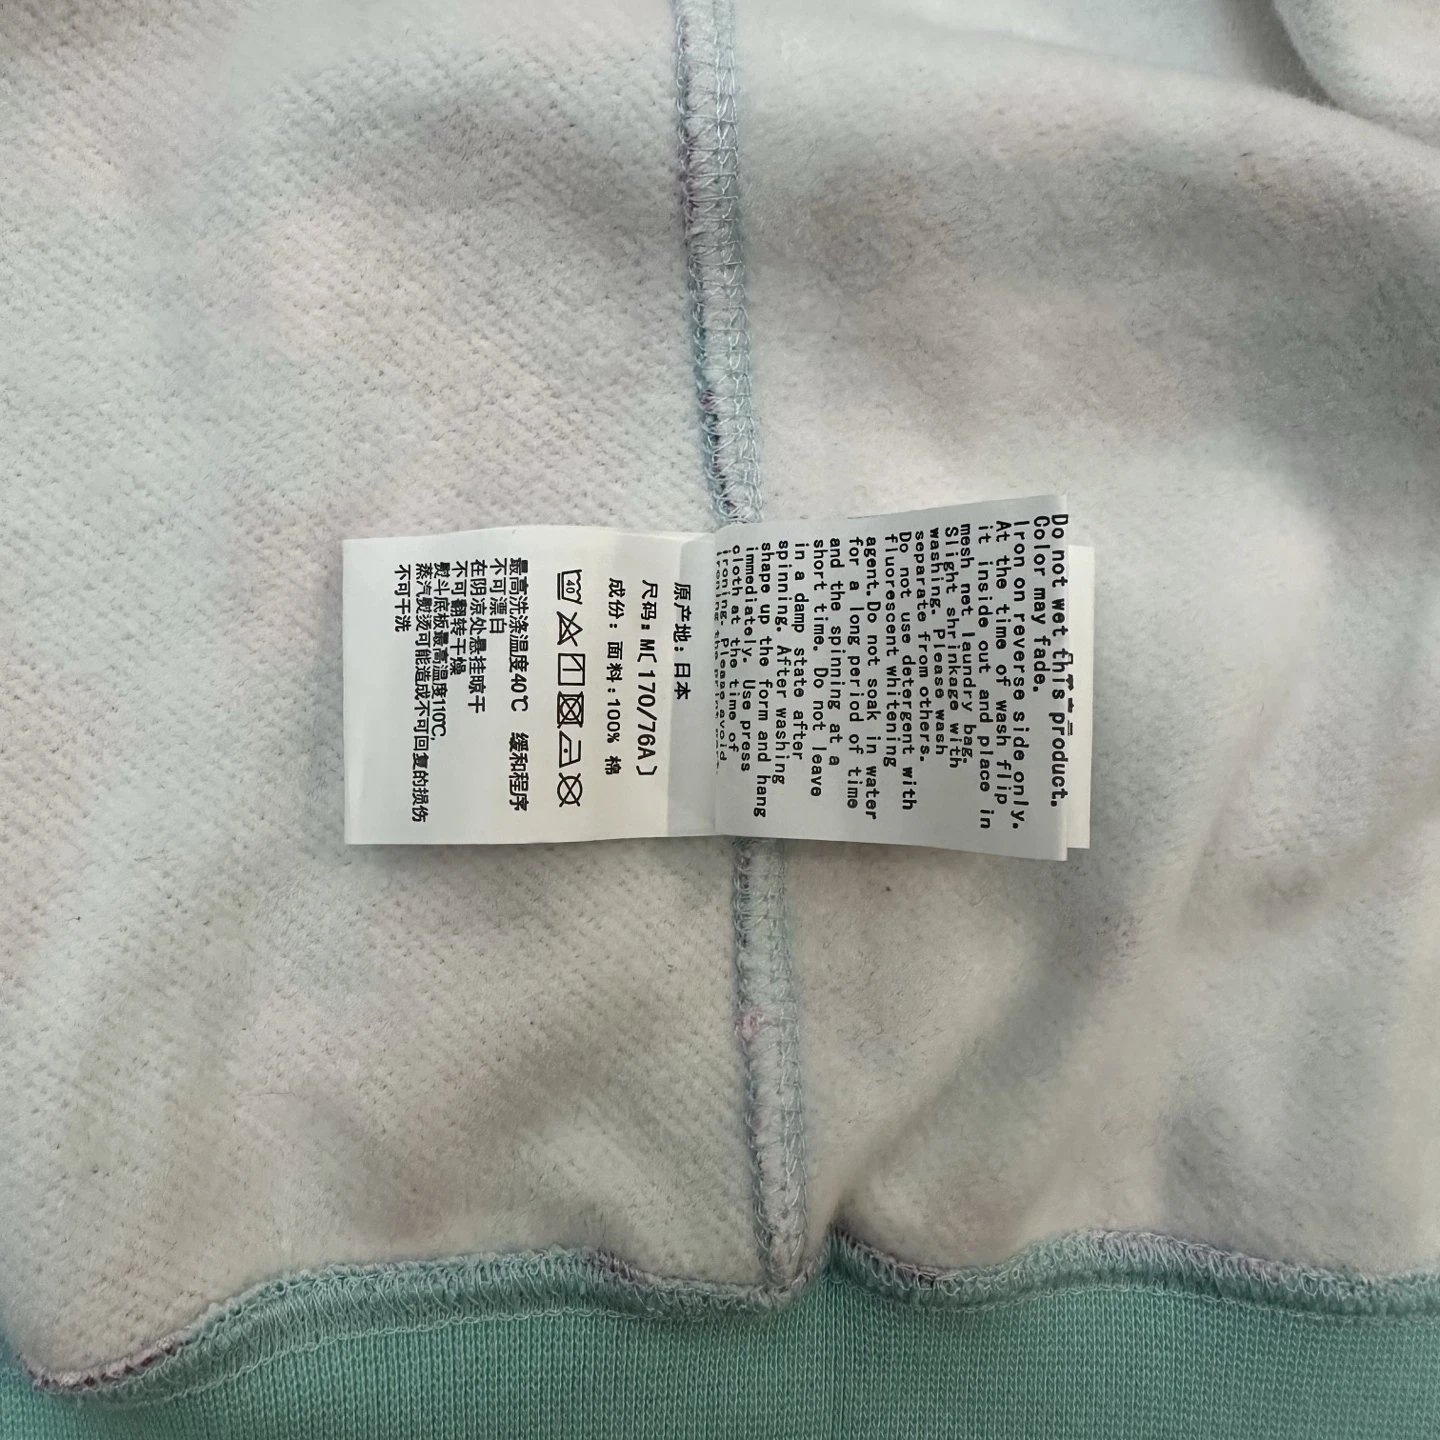 原产地：日本
尺码：M(170/76A)
成份：面料：100% 棉
40
最高洗涤温度40℃ 缓和程序
不可漂白
在阴凉处悬挂晾干
不可翻转干燥
熨斗底板最高温度110℃，
蒸汽熨烫可能造成不可回复的损伤
不可干洗
Do not wet this product.
Color may fade.
Iron on reverse side only.
At the time of wash flip
it inside out and place in
mesh net laundry bag.
Slight shrinkage with
washing. Please wash
separate from others.
Do not use detergent with
fluorescent whitening
agent. Do not soak in water
for a long period of time
and the spinning at a
short time. Do not leave
in a damp state after
spinning. After washing
shape up the form and hang
immediately. Use press
cloth at the time of
ironing. Please avoid